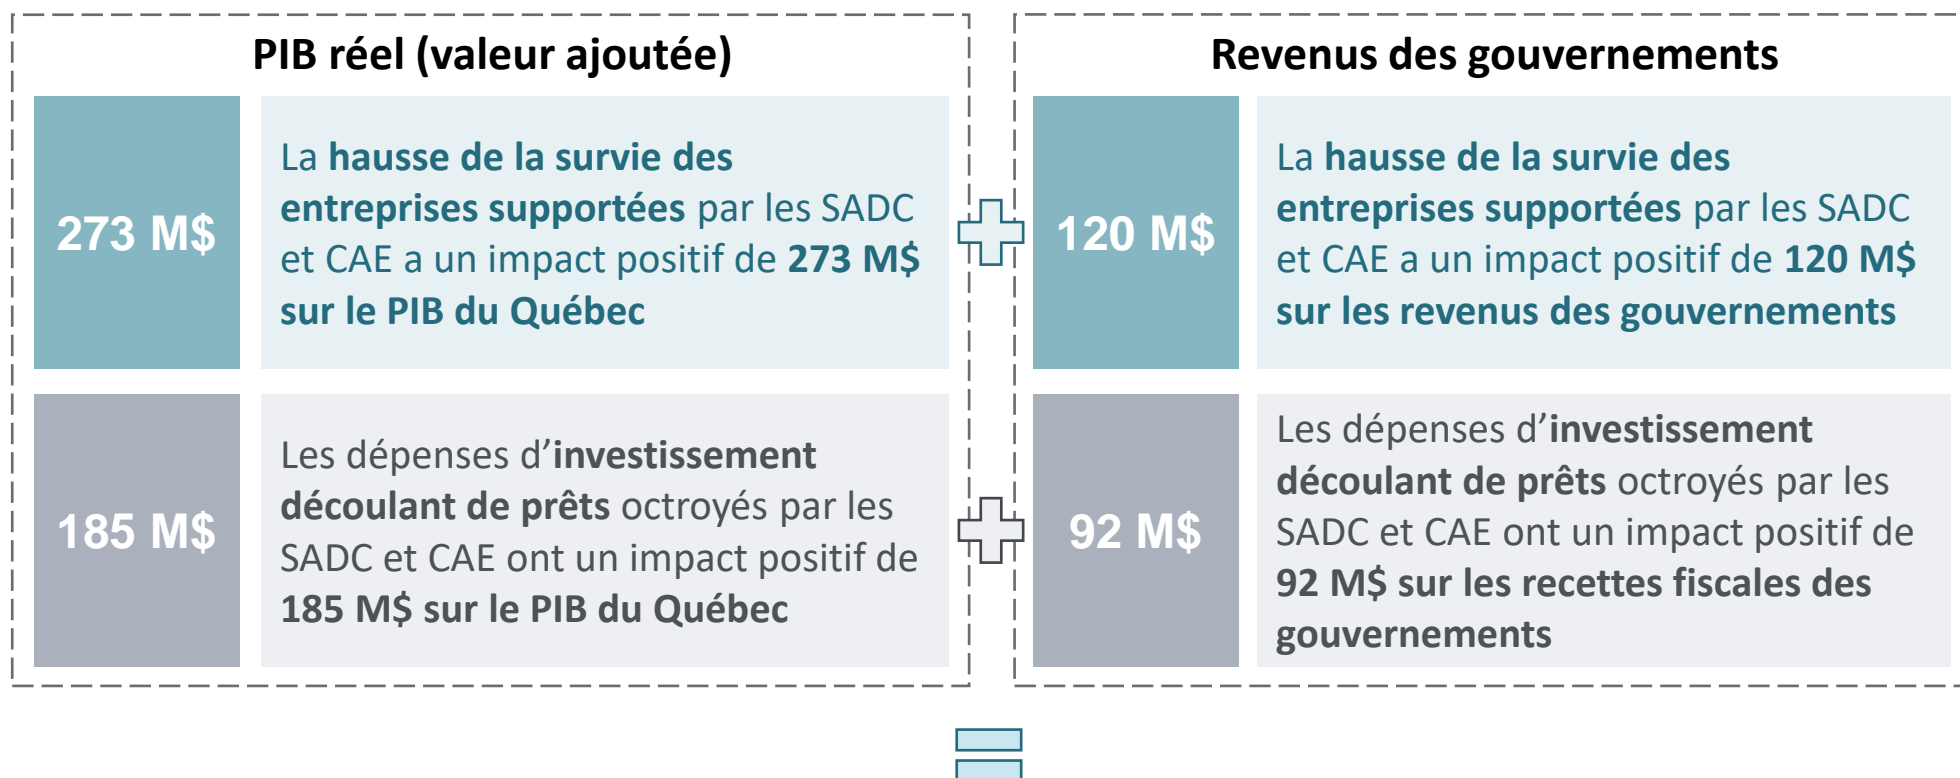 PIB réel (valeur ajoutée)
273 M$
La hausse de la survie des
entreprises supportées par les SADC
et CAE a un impact positif de 273 M$
sur le PIB du Québec
185 M$
Les dépenses d’investissement
découlant de prêts octroyés par les
SADC et CAE ont un impact positif de
185 M$ sur le PIB du Québec
Revenus des gouvernements
120 M$
La hausse de la survie des
entreprises supportées par les SADC
et CAE a un impact positif de 120 M$
sur les revenus des gouvernements
92 M$
Les dépenses d’investissement
découlant de prêts octroyés par les
SADC et CAE ont un impact positif de
92 M$ sur les recettes fiscales des
gouvernements